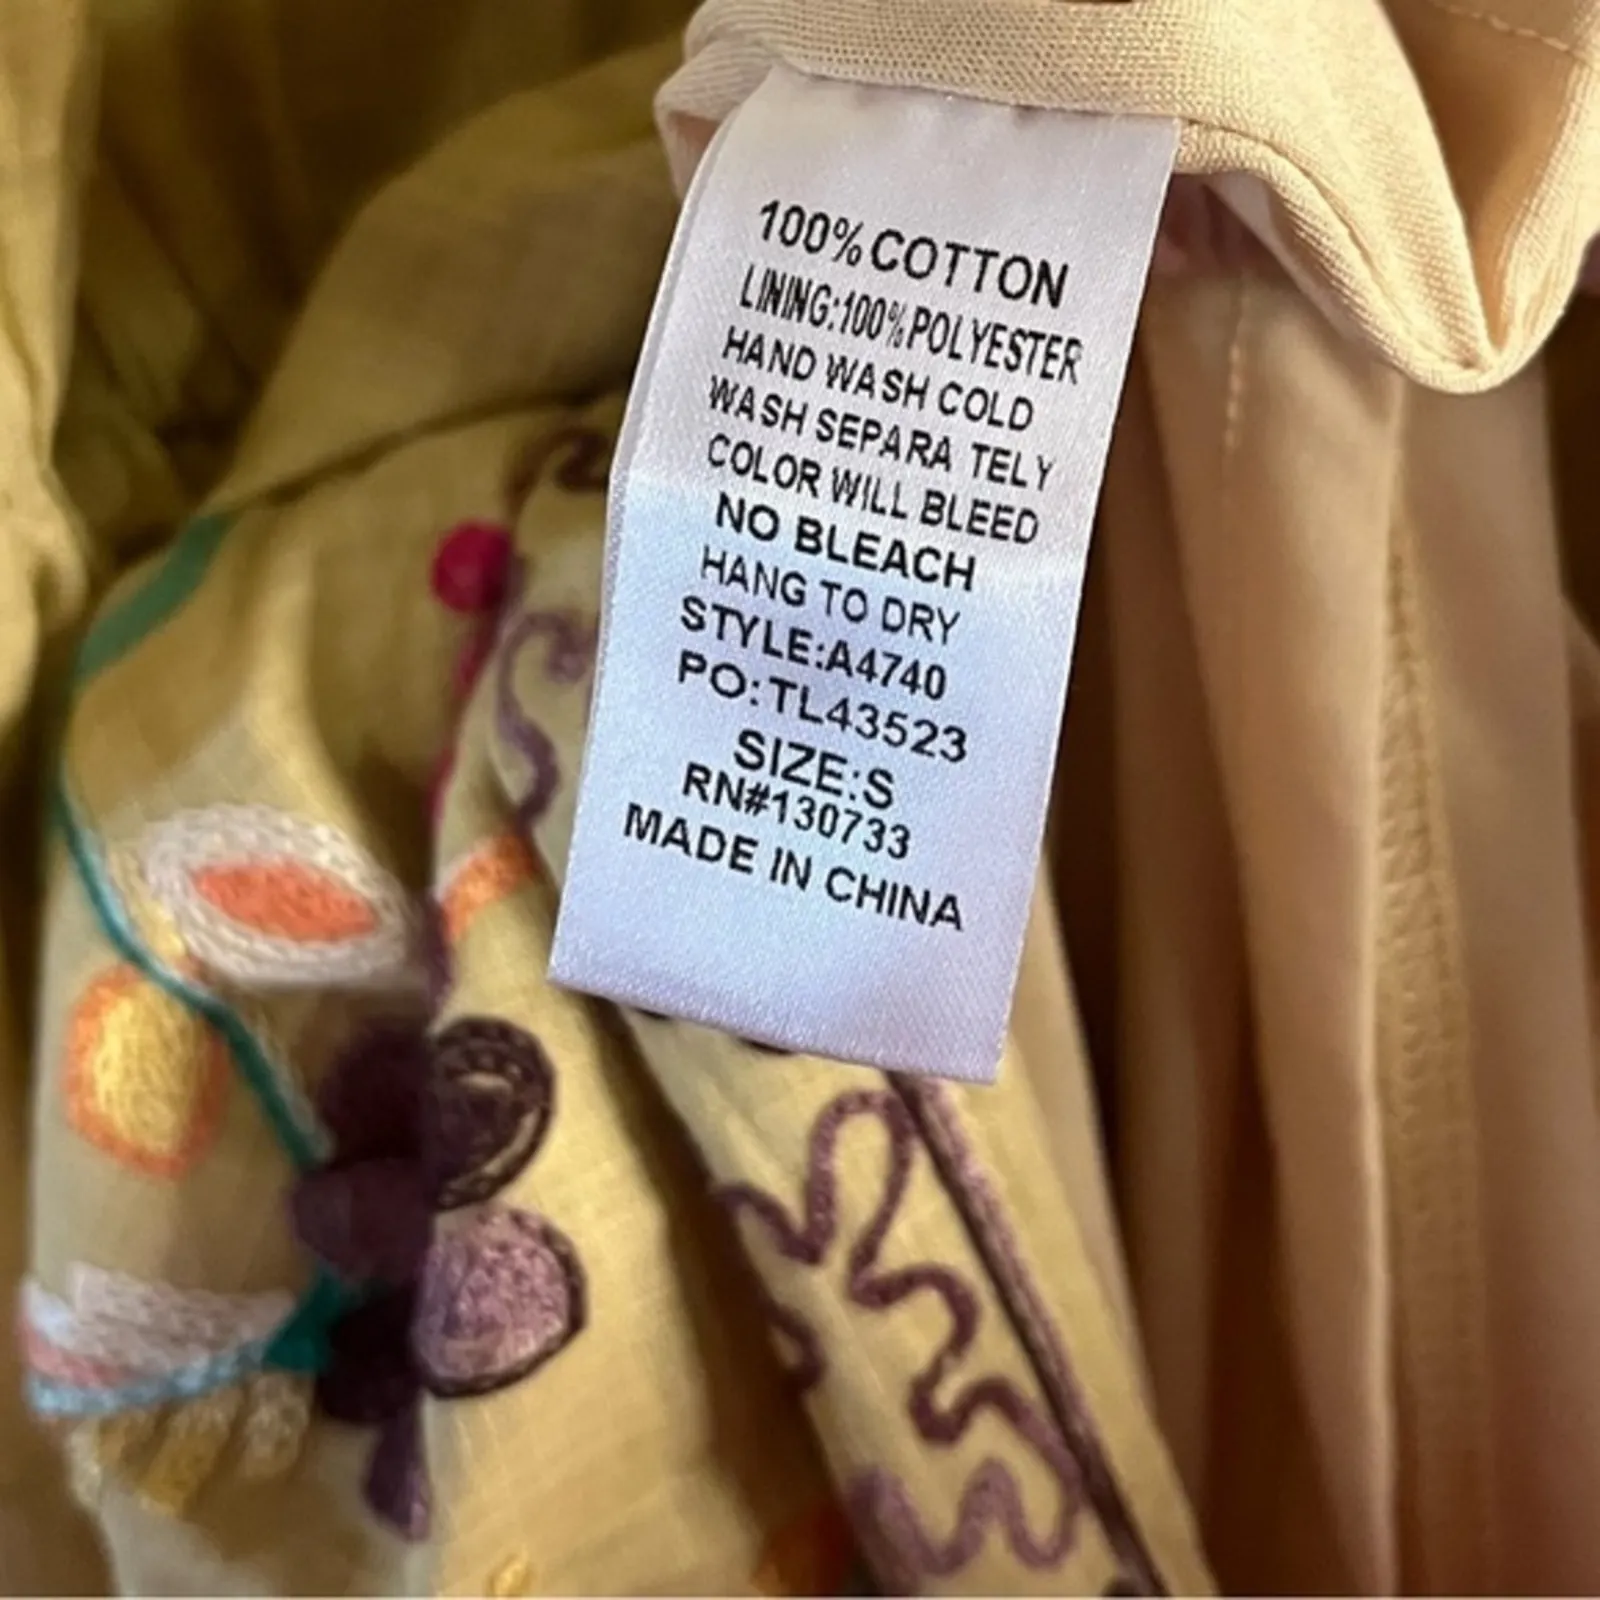 100% COTTON
LINING:100% POLYESTER
HAND WASH COLD
WASH SEPARA TELY
COLOR WILL BLEED
NO BLEACH
HANG TO DRY
STYLE:A4740
PO:TL43523
SIZE:S
RN#130733
MADE IN CHINA